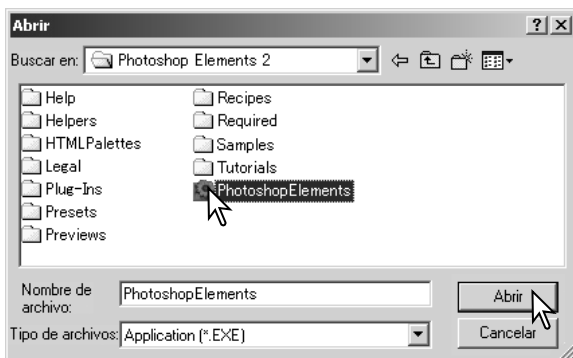 Abrir
Buscar en: Photoshop Elements 2
Help
Helpers
HTMLPalettes
Legal
Plug-Ins
Presets
Previews
Recipes
Required
Samples
Tutorials
PhotoshopElements
Nombre de archivo: PhotoshopElements Abrir
Tipo de archivos: Application (*.EXE) Cancelar